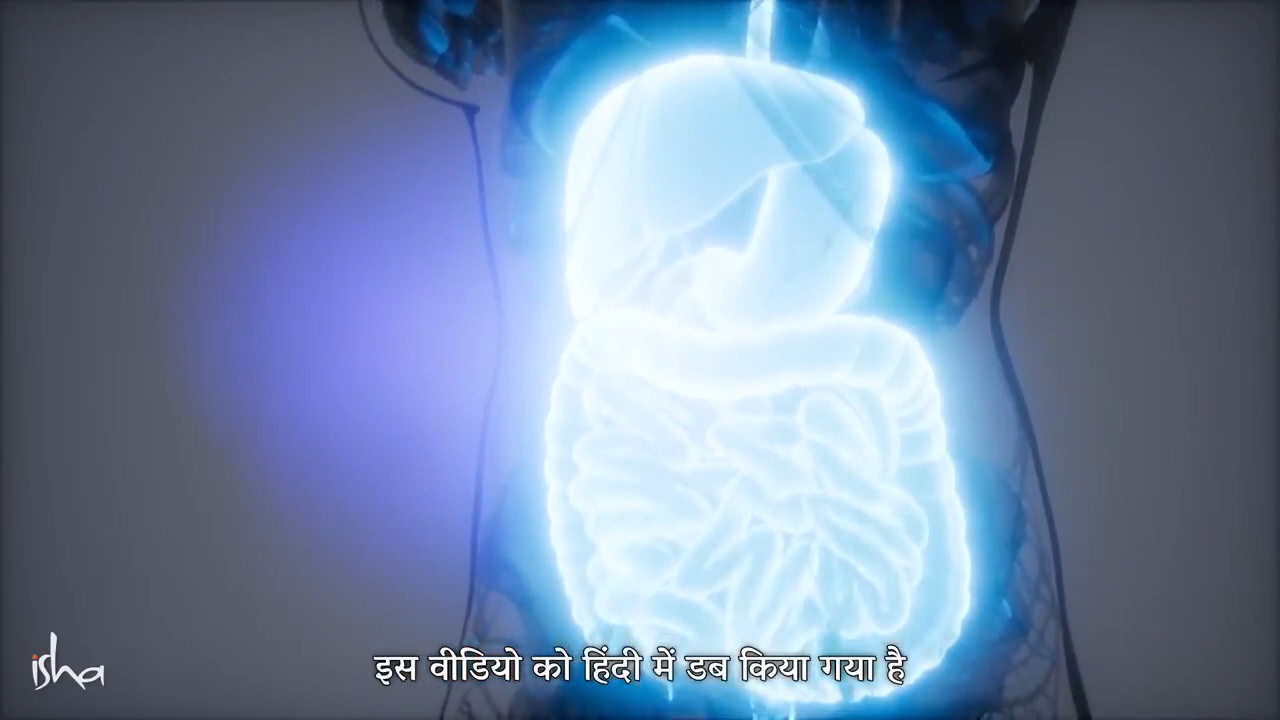 इस वीडियो को हिंदी में डब किया गया है
isha